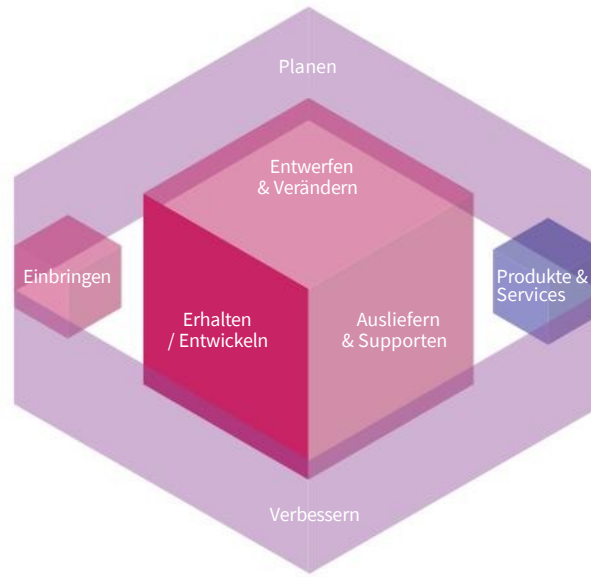 Planen
Entwerfen
& Verändern
Einbringen
Erhalten
/ Entwickeln
Ausliefern
& Supporten
Produkte &
Services
Verbessern